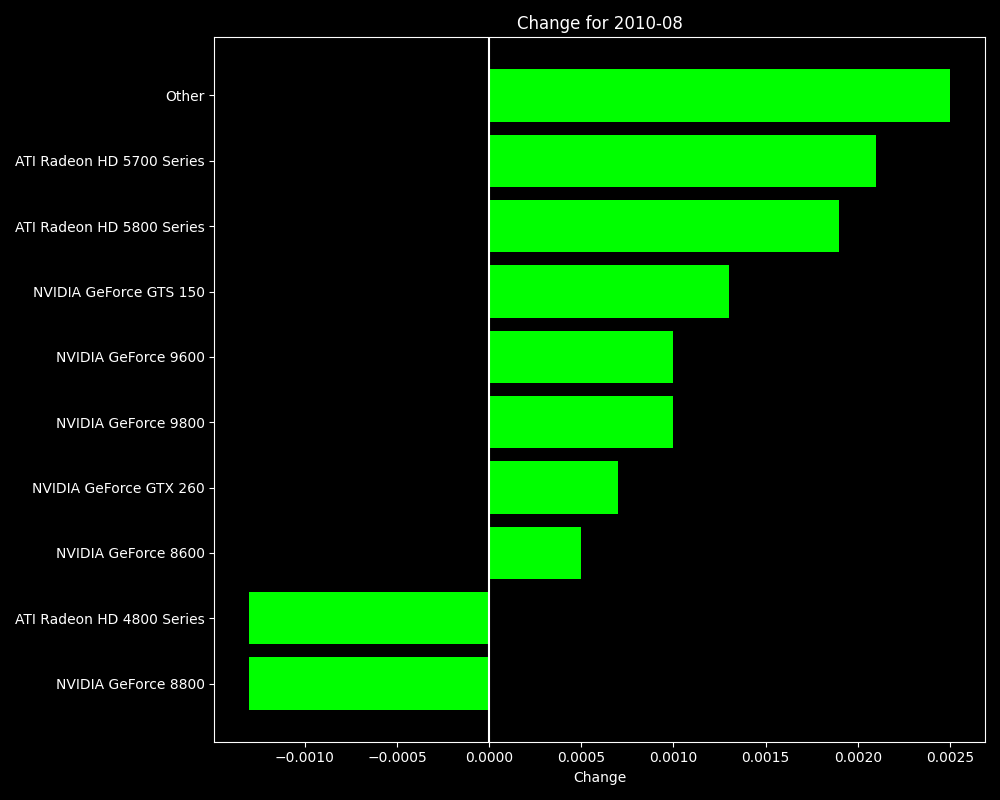 Change for 2010-08
Other
ATI Radeon HD 5700 Series
ATI Radeon HD 5800 Series
NVIDIA GeForce GTS 150
NVIDIA GeForce 9600
NVIDIA GeForce 9800
NVIDIA GeForce GTX 260
NVIDIA GeForce 8600
ATI Radeon HD 4800 Series
NVIDIA GeForce 8800
−0.0010 −0.0005 0.0000 0.0005 0.0010 0.0015 0.0020 0.0025
Change